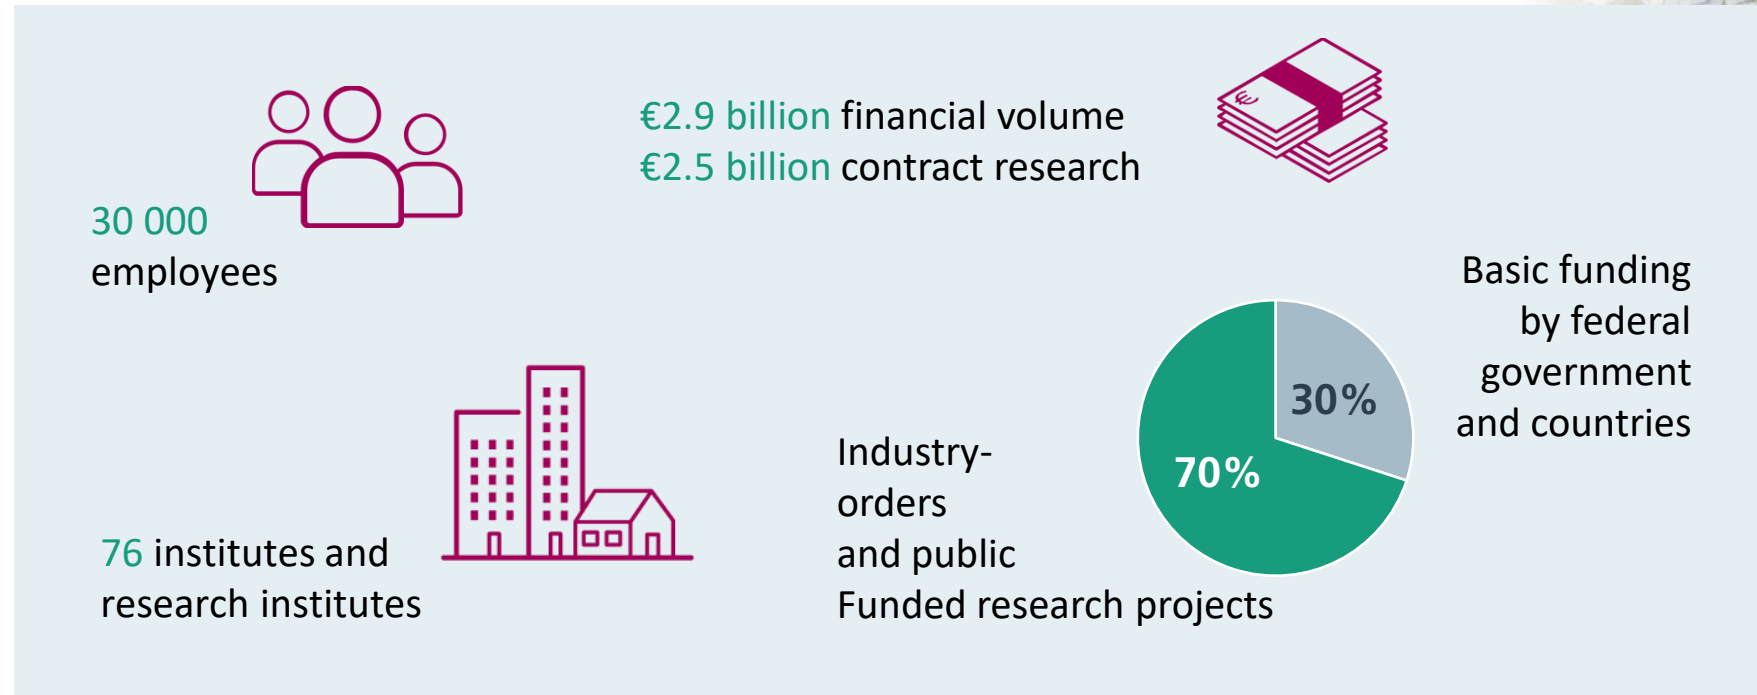 30 000
employees
€2.9 billion financial volume
€2.5 billion contract research
€
76 institutes and
research institutes
Industry-
orders
and public
Funded research projects
70%
30%
Basic funding
by federal
government
and countries